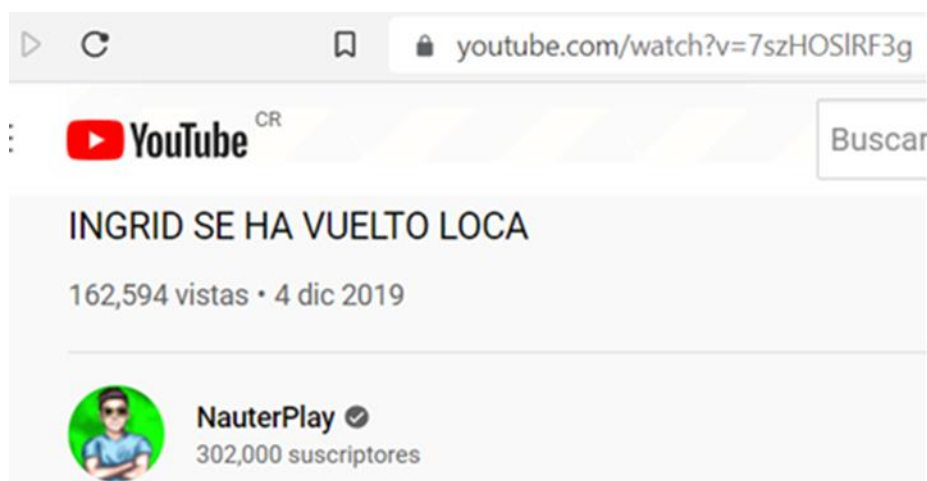 youtube.com/watch?v=7szHOSlRF3g
YouTube CR
Buscar
INGRID SE HA VUELTO LOCA
162,594 vistas • 4 dic 2019
NauterPlay
302,000 suscriptores